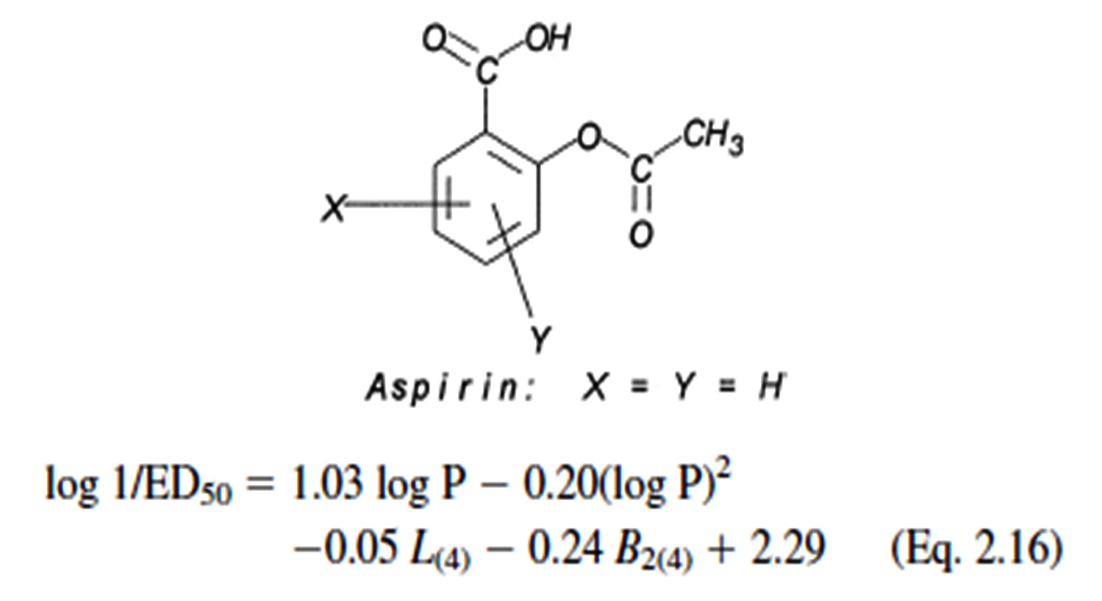 O OH
C
O CH3
C
X O
Y
Aspirin: X = Y = H
log 1/ED50 = 1.03 log P − 0.20(log P)²
−0.05 L(4) − 0.24 B2(4) + 2.29 (Eq. 2.16)